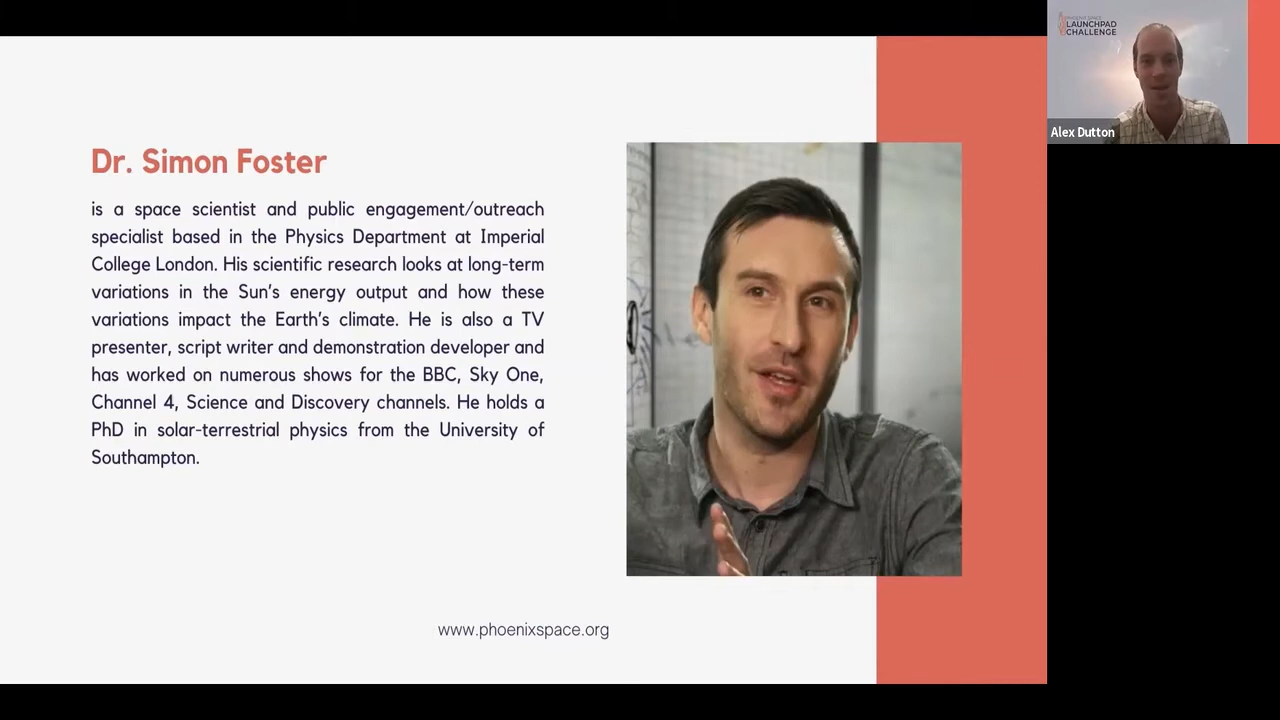 Dr. Simon Foster
is a space scientist and public engagement/outreach
specialist based in the Physics Department at Imperial
College London. His scientific research looks at long-term
variations in the Sun's energy output and how these
variations impact the Earth's climate. He is also a TV
presenter, script writer and demonstration developer and
has worked on numerous shows for the BBC, Sky One,
Channel 4, Science and Discovery channels. He holds a
PhD in solar-terrestrial physics from the University of
Southampton.
www.phoenixspace.org
PHOENIX SPACE
LAUNCHPAD
CHALLENGE
Alex Dutton